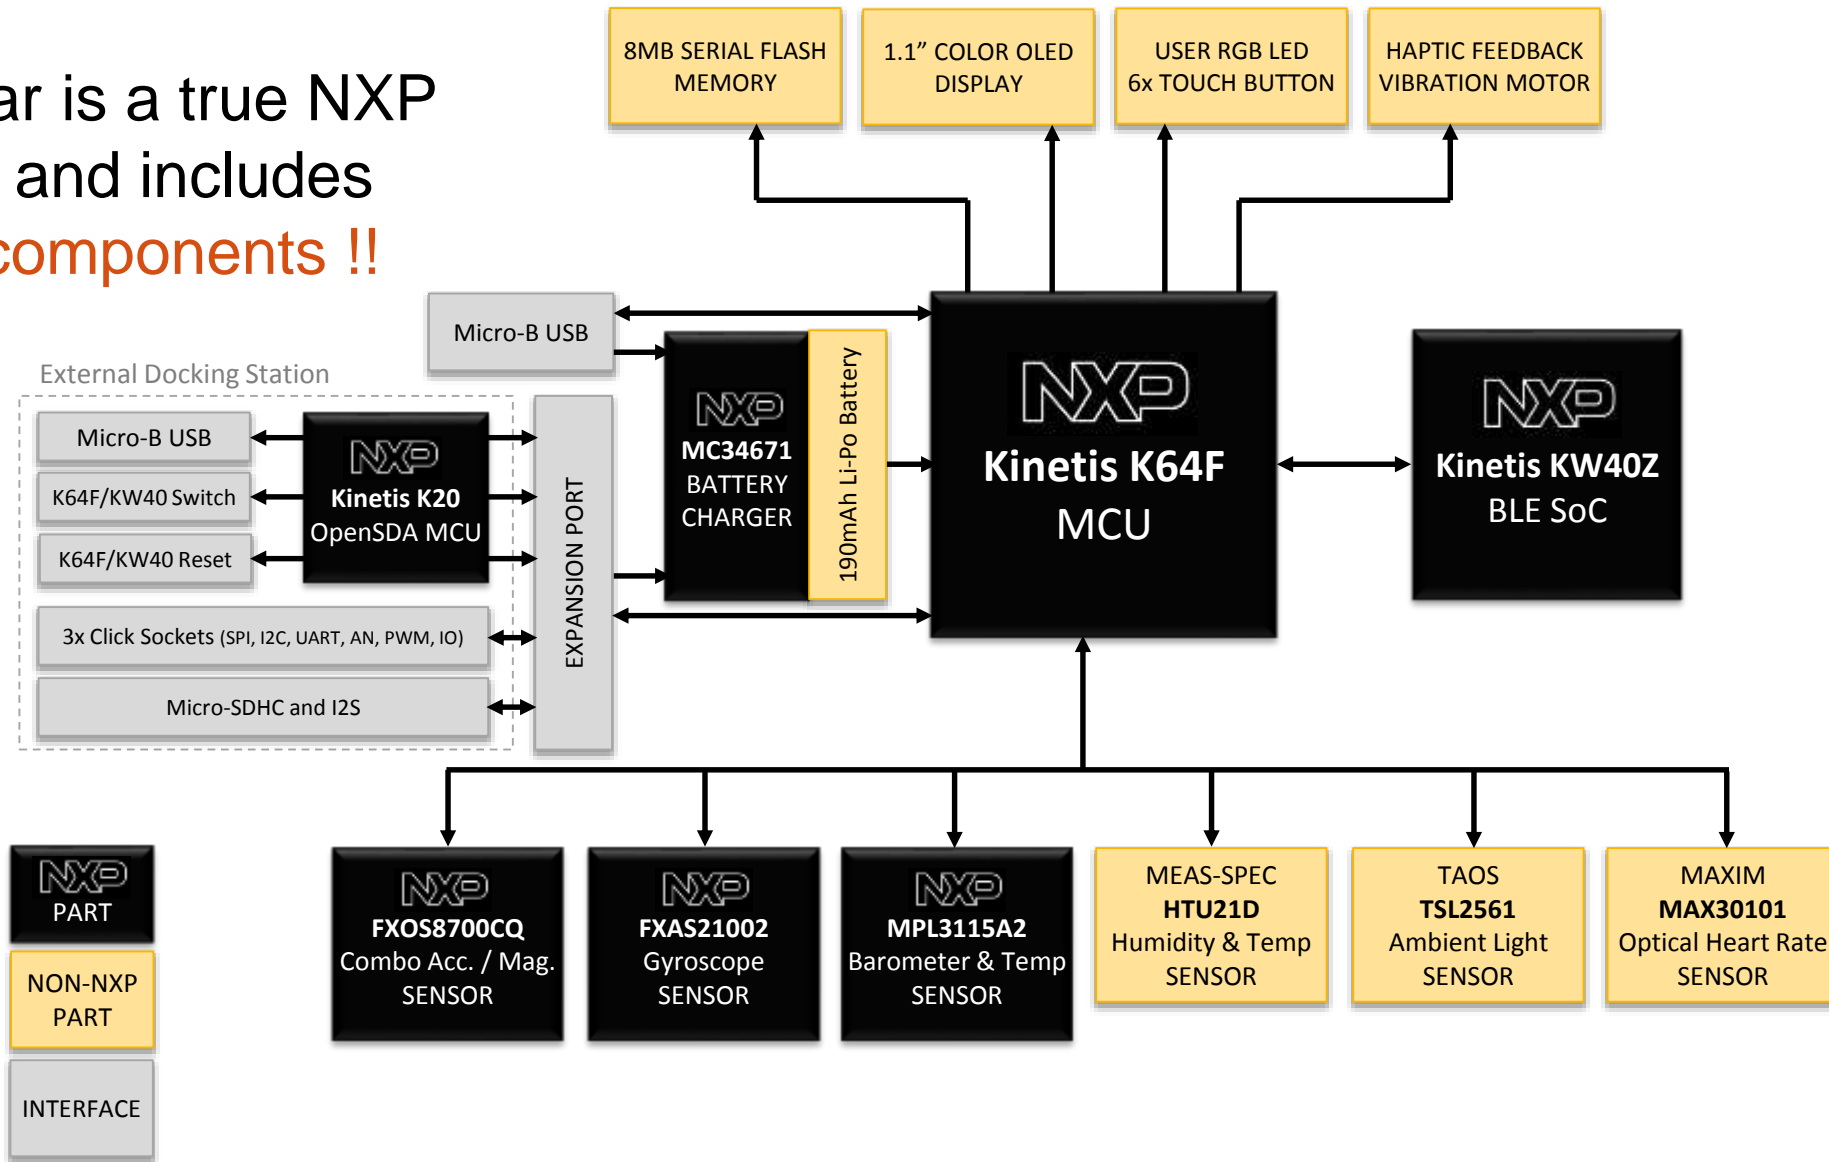 ar is a true NXP
and includes
components !!
8MB SERIAL FLASH
MEMORY
1.1” COLOR OLED
DISPLAY
USER RGB LED
6x TOUCH BUTTON
HAPTIC FEEDBACK
VIBRATION MOTOR
Micro-B USB
External Docking Station
Micro-B USB
K64F/KW40 Switch
K64F/KW40 Reset
NXP
Kinetis K20
OpenSDA MCU
3x Click Sockets (SPI, I2C, UART, AN, PWM, IO)
Micro-SDHC and I2S
EXPANSION PORT
NXP
MC34671
BATTERY
CHARGER
190mAh Li-Po Battery
NXP
Kinetis K64F
MCU
NXP
Kinetis KW40Z
BLE SoC
NXP
FXOS8700CQ
Combo Acc. / Mag.
SENSOR
NXP
FXAS21002
Gyroscope
SENSOR
NXP
MPL3115A2
Barometer & Temp
SENSOR
MEAS-SPEC
HTU21D
Humidity & Temp
SENSOR
TAOS
TSL2561
Ambient Light
SENSOR
MAXIM
MAX30101
Optical Heart Rate
SENSOR
NXP
PART
NON-NXP
PART
INTERFACE